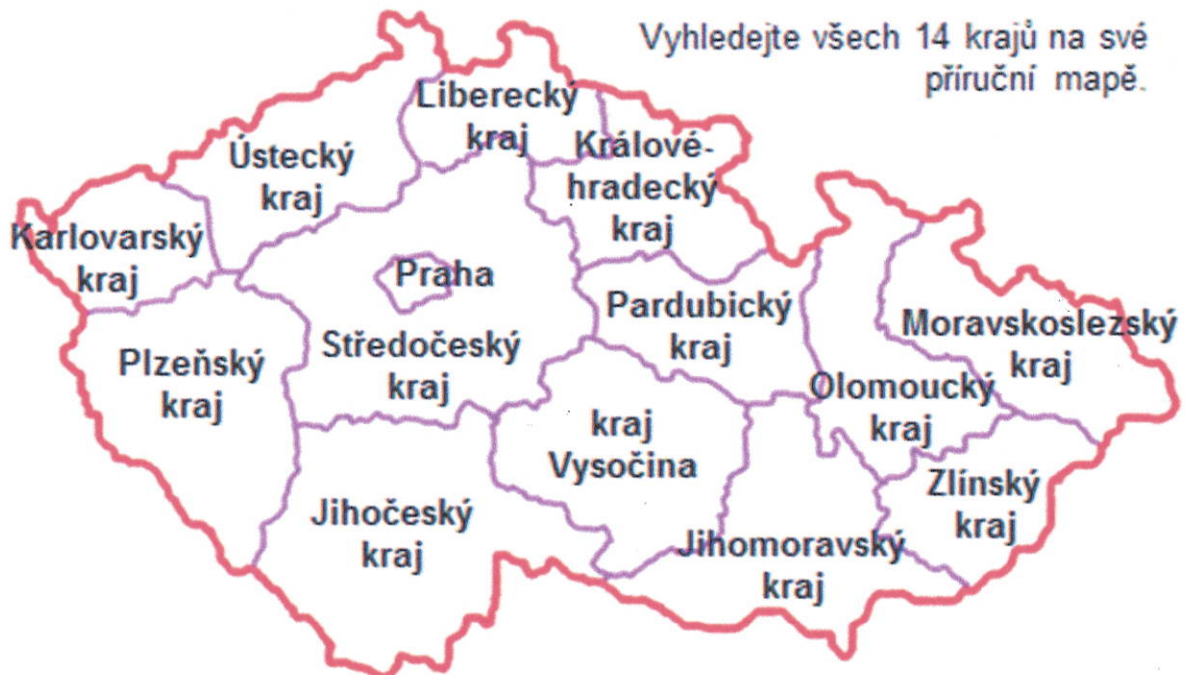 Vyhledejte všech 14 krajů na své
příruční mapě.
Liberecký
kraj
Ústecký
kraj
Králové-
hradecký
kraj
Karlovarský
kraj
Praha
Pardubický
kraj
Moravskoslezský
kraj
Plzeňský
kraj
Středočeský
kraj
Olomoucký
kraj
kraj
Vysočina
Zlínský
kraj
Jihočeský
kraj
Jihomoravský
kraj